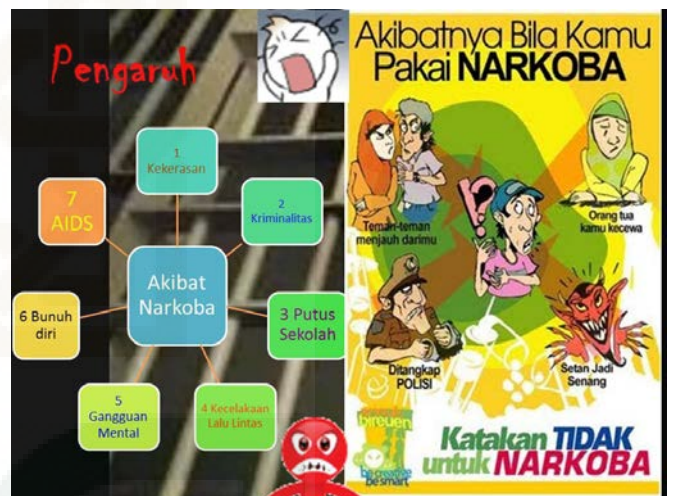 Pengaruh
1
Kekerasan
2
Kriminalitas
3 Putus
Sekolah
4 Kecelakaan
Lalu Lintas
5
Gangguan
Mental
6 Bunuh
diri
7
AIDS
Akibat
Narkoba
Akibatnya Bila Kamu
Pakai NARKOBA
Teman-teman
menjauh darimu
Orang tua
kamu kecewa
!?
Ditangkap
POLISI
Setan Jadi
Senang
bireuen
be creative
be smart
Katakan TIDAK
untuk NARKOBA